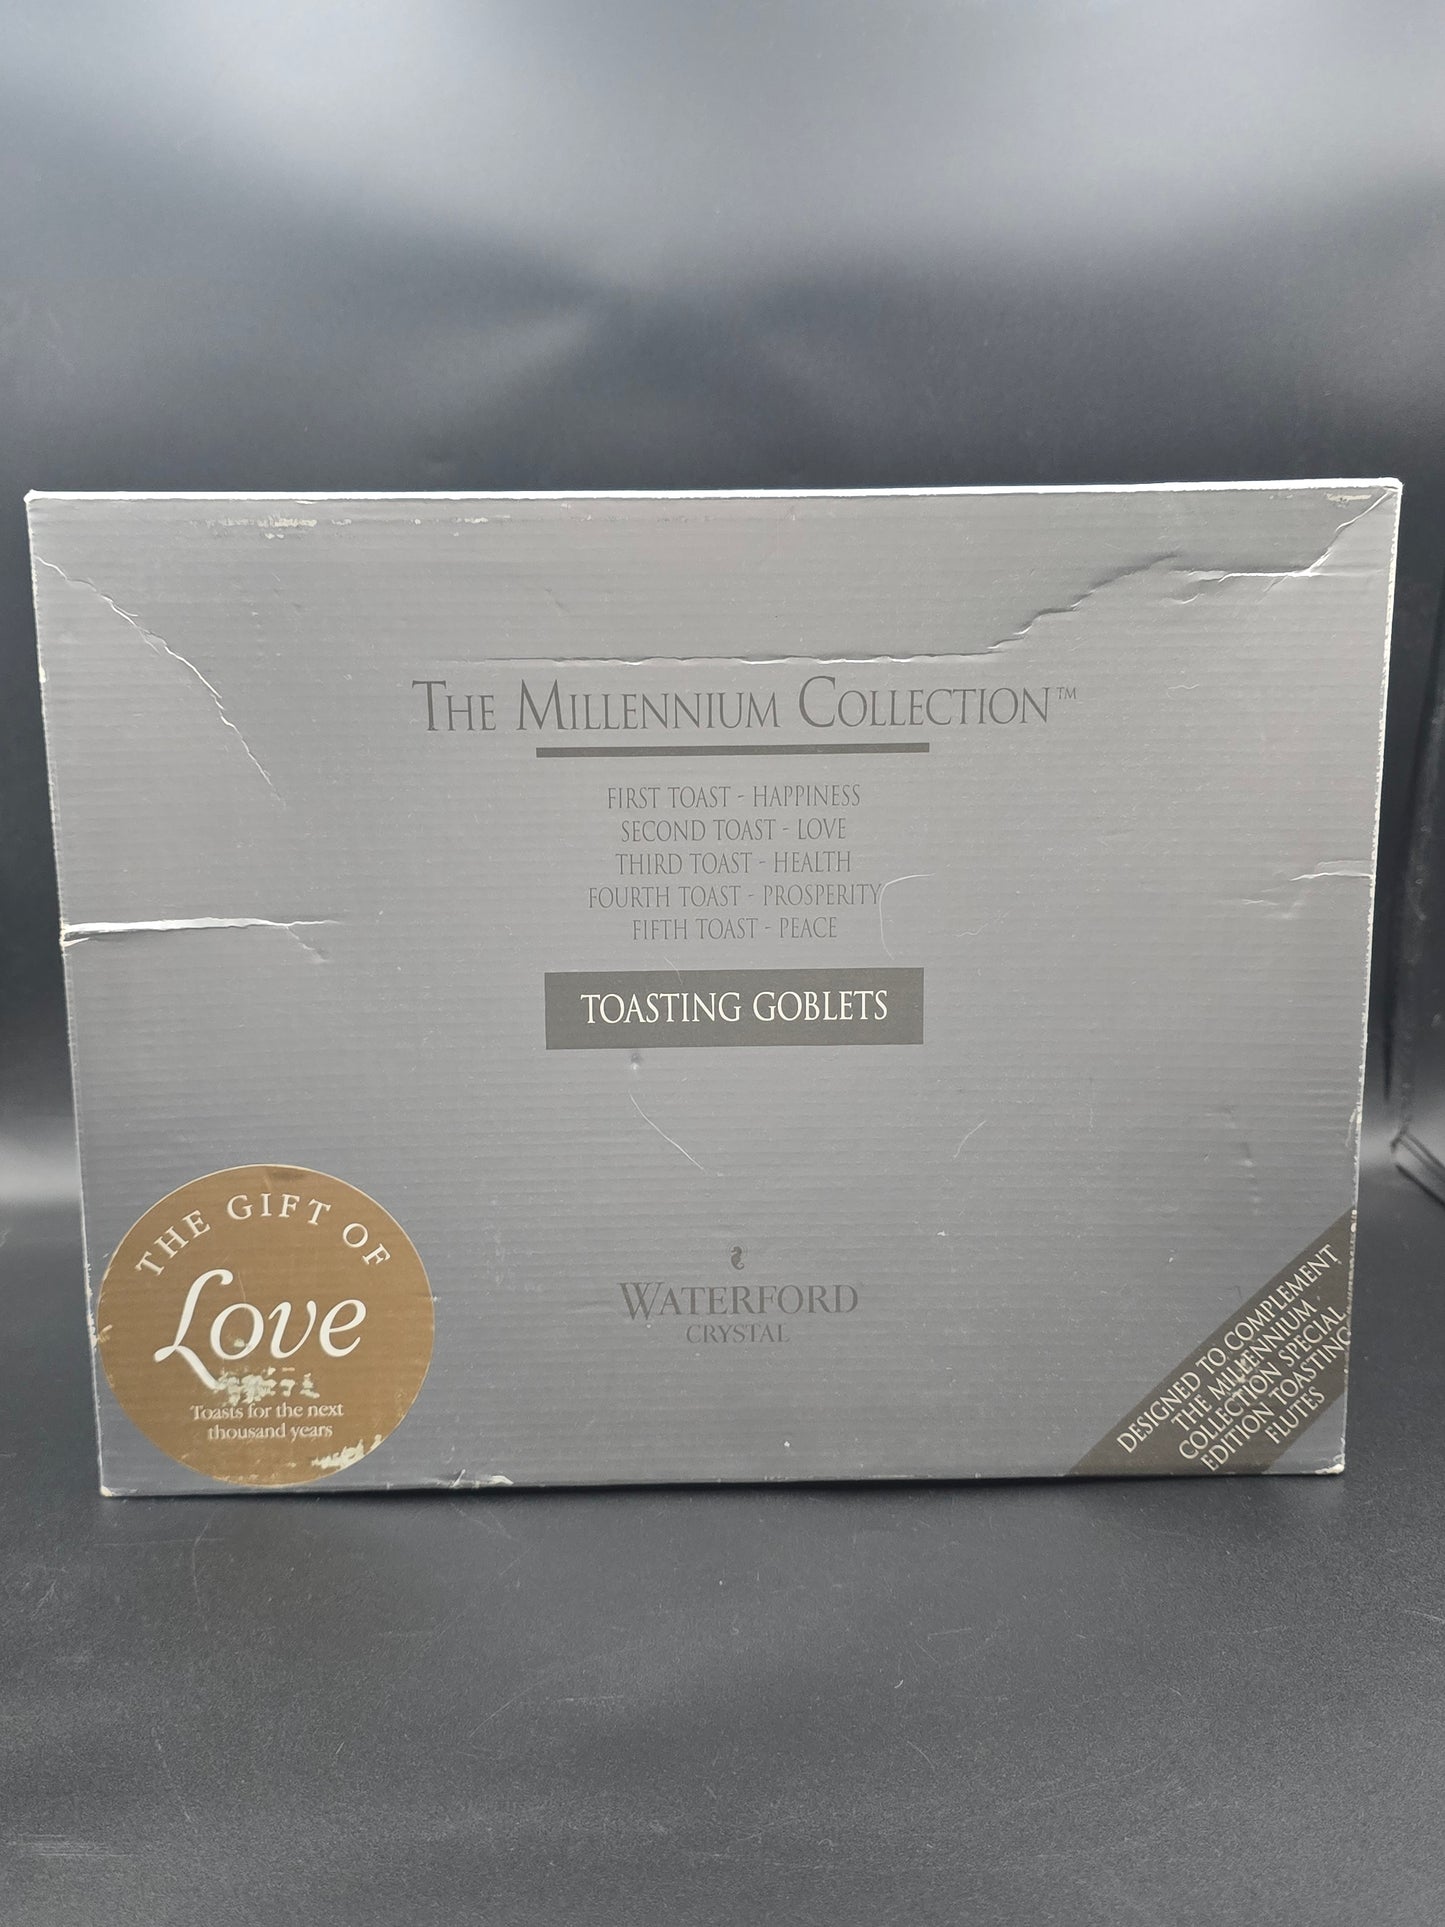 THE MILLENNIUM COLLECTION™
FIRST TOAST - HAPPINESS
SECOND TOAST - LOVE
THIRD TOAST - HEALTH
FOURTH TOAST - PROSPERITY
FIFTH TOAST - PEACE
TOASTING GOBLETS
THE GIFT OF
Love
Toasts for the next
thousand years
WATERFORD
CRYSTAL
DESIGNED TO COMPLEMENT
THE MILLENNIUM
COLLECTION SPECIAL
EDITION TOASTING
FLUTES